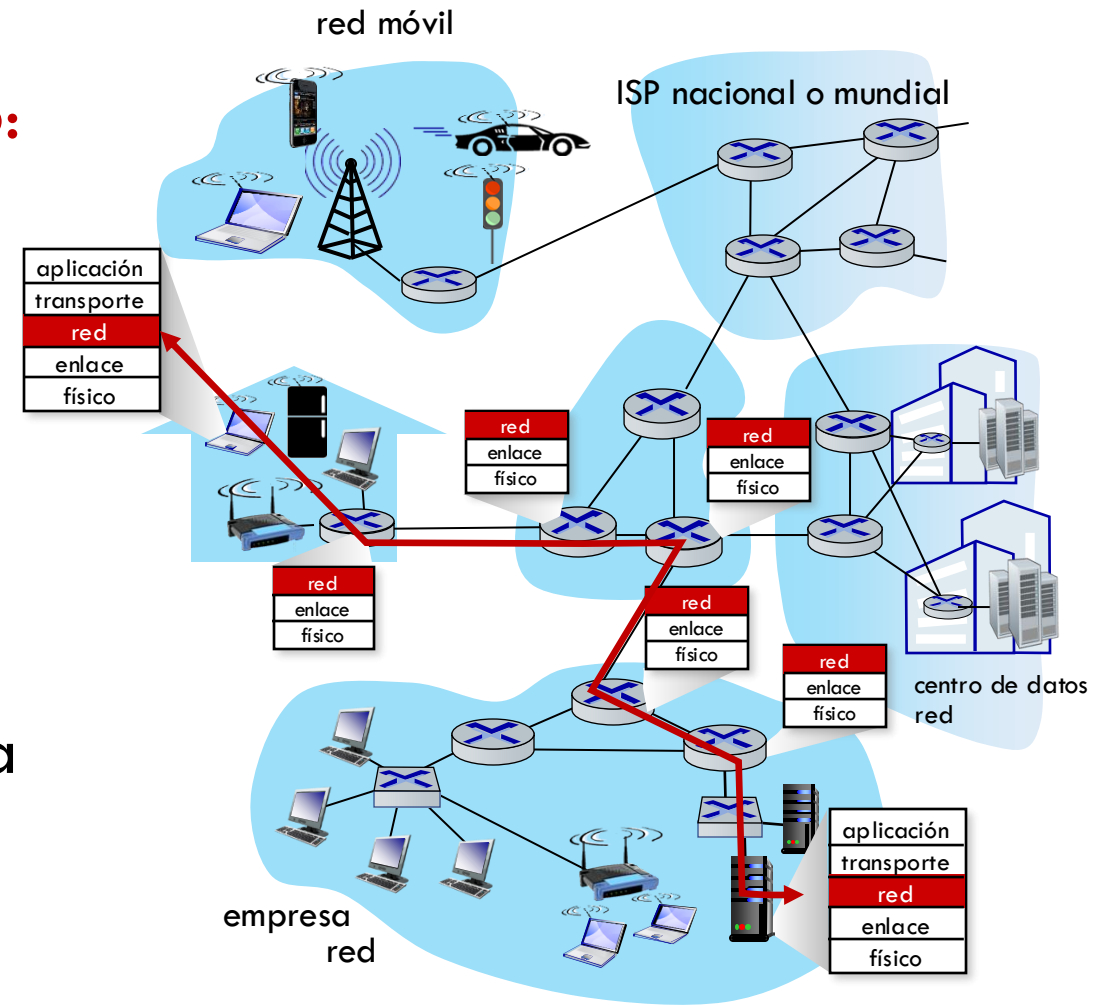 red móvil
ISP nacional o mundial
:
aplicación
transporte
red
enlace
físico
red
enlace
físico
red
enlace
físico
red
enlace
físico
red
enlace
físico
red
enlace
físico
centro de datos
red
a
aplicación
transporte
red
enlace
físico
empresa
red